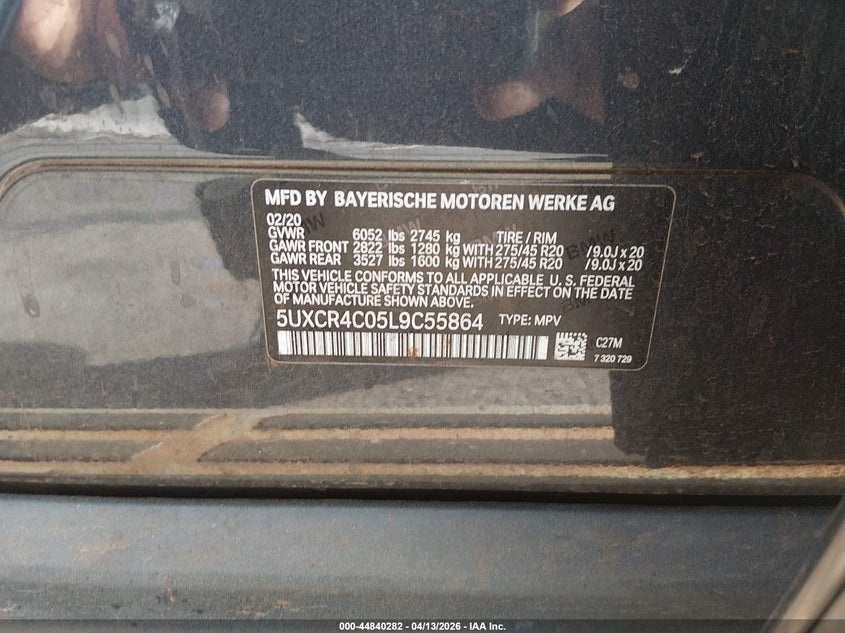 MFD BY BAYERISCHE MOTOREN WERKE AG
02/20
GVWR 6052 lbs 2745 kg TIRE / RIM
GAWR FRONT 2822 lbs 1280 kg WITH 275/45 R20 /9.0J x 20
GAWR REAR 3527 lbs 1600 kg WITH 275/45 R20 /9.0J x 20
THIS VEHICLE CONFORMS TO ALL APPLICABLE U. S. FEDERAL
MOTOR VEHICLE SAFETY STANDARDS IN EFFECT ON THE DATE
OF MANUFACTURE SHOWN ABOVE.
5UXCR4C05L9C55864 TYPE: MPV
C27M
7 320 729
000-44840282 - 04/13/2026 - IAA Inc.